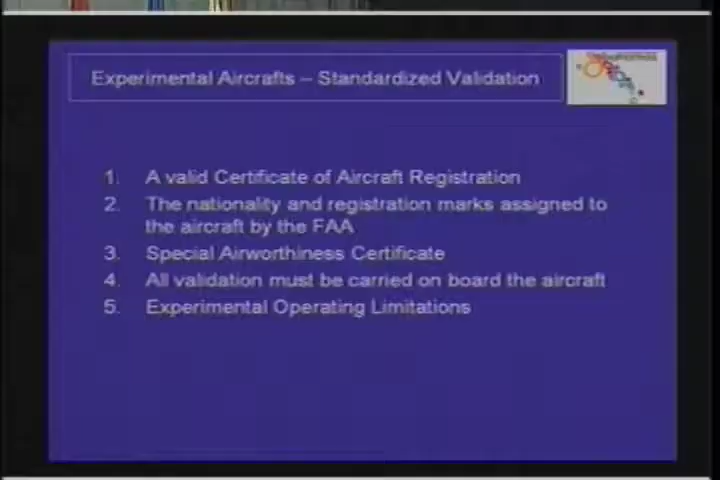 Experimental Aircrafts – Standardized Validation
1. A valid Certificate of Aircraft Registration
2. The nationality and registration marks assigned to
the aircraft by the FAA
3. Special Airworthiness Certificate
4. All validation must be carried on board the aircraft
5. Experimental Operating Limitations